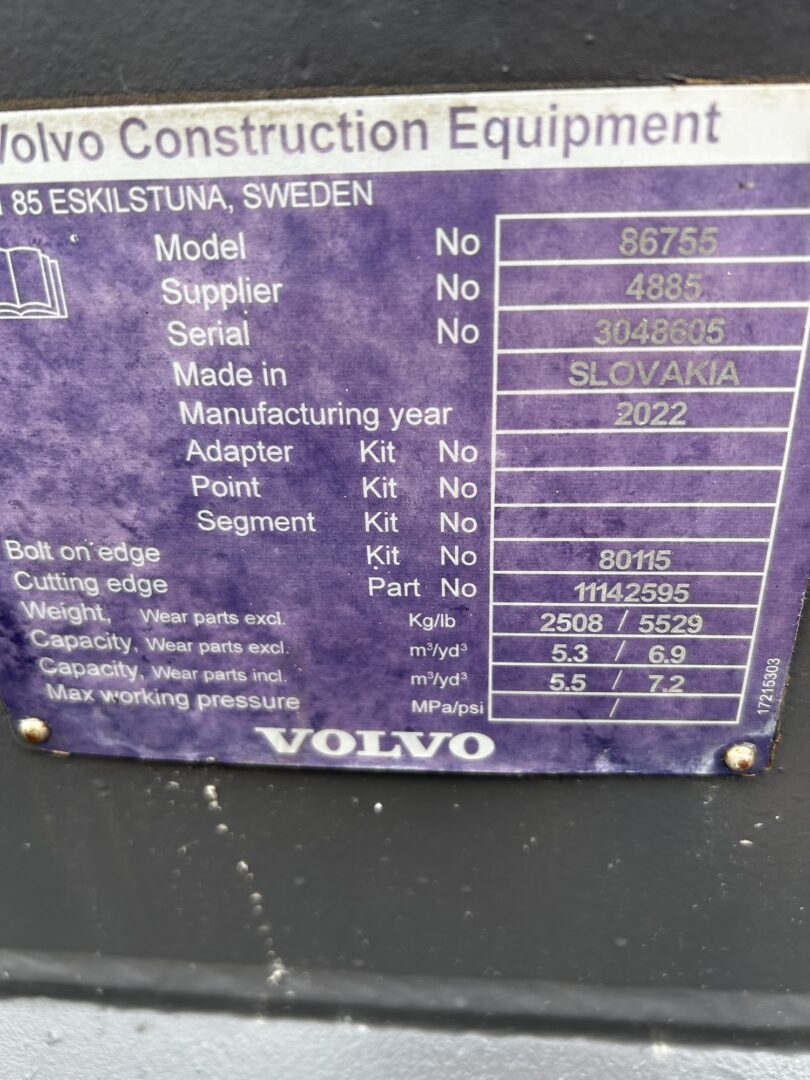 Volvo Construction Equipment
85 ESKILSTUNA, SWEDEN
Model No 86755
Supplier No 4885
Serial No 3048605
Made in SLOVAKIA
Manufacturing year 2022
Adapter Kit No
Point Kit No
Segment Kit No
Bolt on edge Kit No 80115
Cutting edge Part No 11142595
Weight, Wear parts excl. Kg/lb 2508 / 5529
Capacity, Wear parts excl. m³/yd³ 5.3 / 6.9
Capacity, Wear parts incl. m³/yd³ 5.5 / 7.2
Max working pressure MPa/psi /
17215303
VOLVO